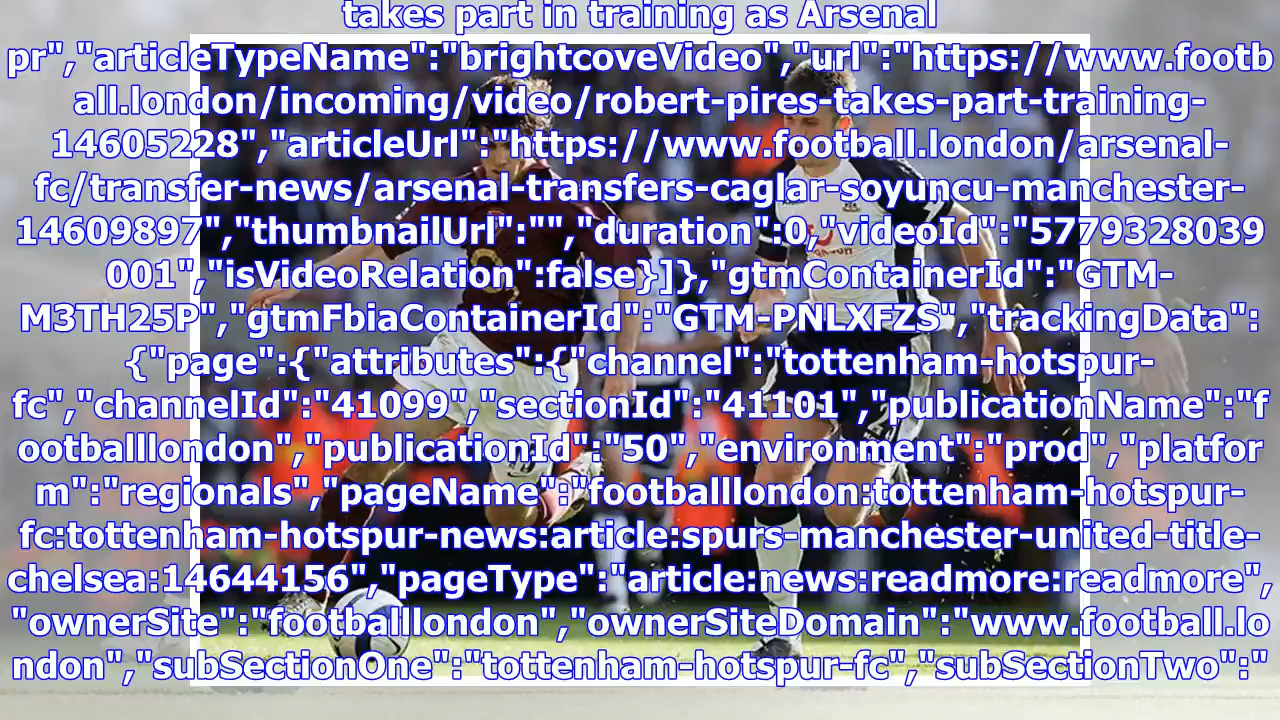 takes part in training as Arsenal
pr","articleTypeName":"brightcoveVideo","url":"https://www.footb
all.london/incoming/video/robert-pires-takes-part-training-
14605228","articleUrl":"https://www.football.london/arsenal-
fc/transfer-news/arsenal-transfers-caglar-soyuncu-manchester-
14609897","thumbnailUrl":"","duration":0,"videoId":"5779328039
001","isVideoRelation":false}]},"gtmContainerId":"GTM-
M3TH25P","gtmFbiaContainerId":"GTM-PNLXFZS","trackingData":
{"page":{"attributes":{"channel":"tottenham-hotspur-
fc","channelId":"41099","sectionId":"41101","publicationName":"f
ootballlondon","publicationId":"50","environment":"prod","platfor
m":"regionals","pageName":"footballlondon:tottenham-hotspur-
fc:tottenham-hotspur-news:article:spurs-manchester-united-title-
chelsea:14644156","pageType":"article:news:readmore:readmore",
"ownerSite":"footballlondon","ownerSiteDomain":"www.football.lo
ndon","subSectionOne":"tottenham-hotspur-fc","subSectionTwo":"